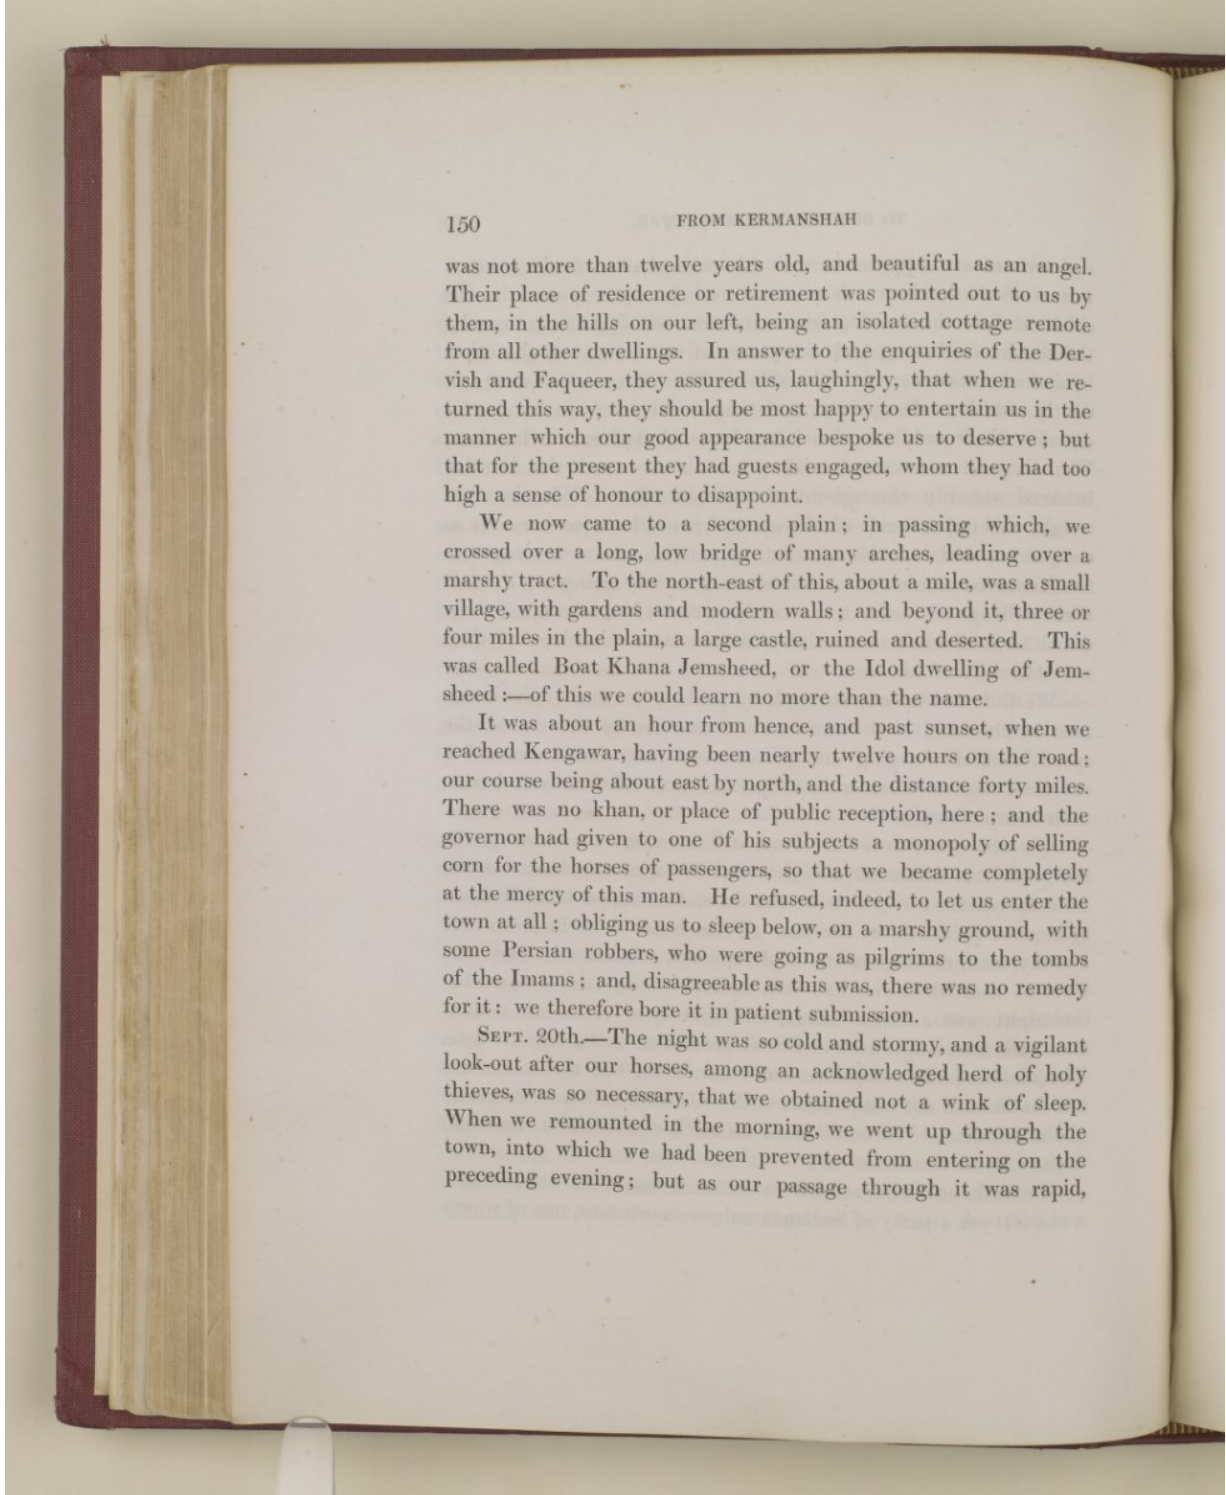 150
FROM KERMANSHAH
was not more than twelve years old, and beautiful as an angel.
Their place of residence or retirement was pointed out to us by
them, in the hills on our left, being an isolated cottage remote
from all other dwellings. In answer to the enquiries of the Der-
vish and Faqueer, they assured us, laughingly, that when we re-
turned this way, they should be most happy to entertain us in the
manner which our good appearance bespoke us to deserve ; but
that for the present they had guests engaged, whom they had too
high a sense of honour to disappoint.
We now came to a second plain ; in passing which, we
crossed over a long, low bridge of many arches, leading over a
marshy tract. To the north-east of this, about a mile, was a small
village, with gardens and modern walls ; and beyond it, three or
four miles in the plain, a large castle, ruined and deserted. This
was called Boat Khana Jemsheed, or the Idol dwelling of Jem-
sheed :—of this we could learn no more than the name.
It was about an hour from hence, and past sunset, when we
reached Kengawar, having been nearly twelve hours on the road ;
our course being about east by north, and the distance forty miles.
There was no khan, or place of public reception, here ; and the
governor had given to one of his subjects a monopoly of selling
corn for the horses of passengers, so that we became completely
at the mercy of this man. He refused, indeed, to let us enter the
town at all ; obliging us to sleep below, on a marshy ground, with
some Persian robbers, who were going as pilgrims to the tombs
of the Imams ; and, disagreeable as this was, there was no remedy
for it : we therefore bore it in patient submission.
SEPT. 20th.—The night was so cold and stormy, and a vigilant
look-out after our horses, among an acknowledged herd of holy
thieves, was so necessary, that we obtained not a wink of sleep.
When we remounted in the morning, we went up through the
town, into which we had been prevented from entering on the
preceding evening ; but as our passage through it was rapid,